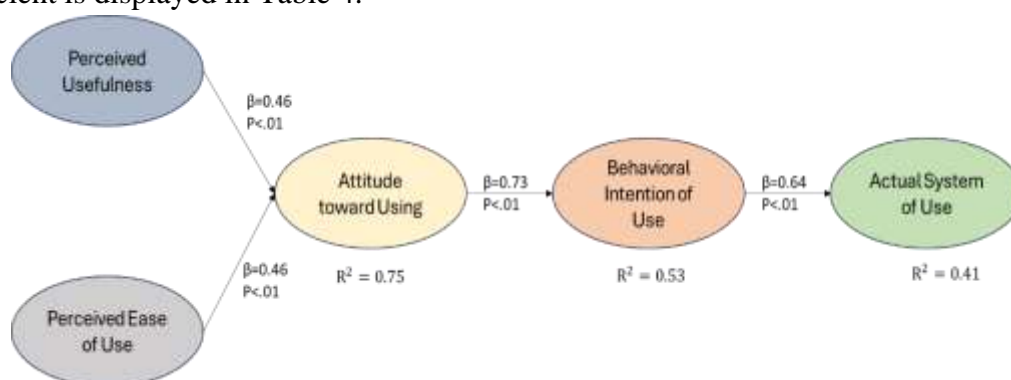 cient is displayed in Table 4.
Perceived
Usefulness
β=0.46
P<.01
Attitude
toward Using
β=0.73
P<.01
Behavioral
Intention of
Use
β=0.64
P<.01
Actual System
of Use
β=0.46
P<.01
R² = 0.75
R² = 0.53
R² = 0.41
Perceived Ease
of Use